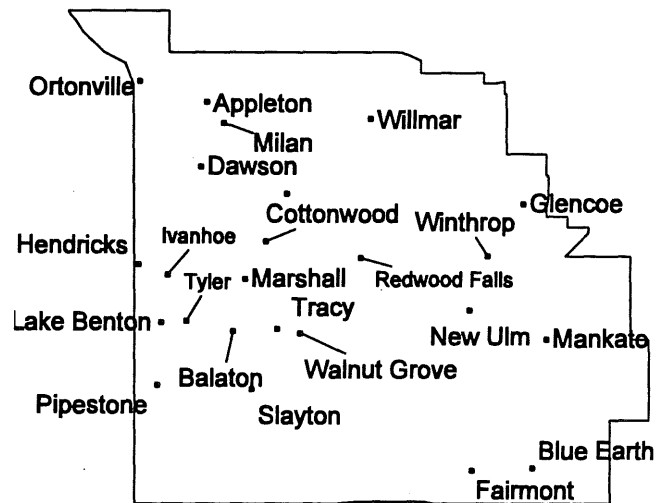 Ortonville
Appleton
Willmar
Milan
Dawson
Glencoe
Cottonwood
Winthrop
Ivanhoe
Hendricks
Tyler
Marshall
Redwood Falls
Tracy
Lake Benton
New Ulm
Mankato
Balaton
Walnut Grove
Pipestone
Slayton
Blue Earth
Fairmont